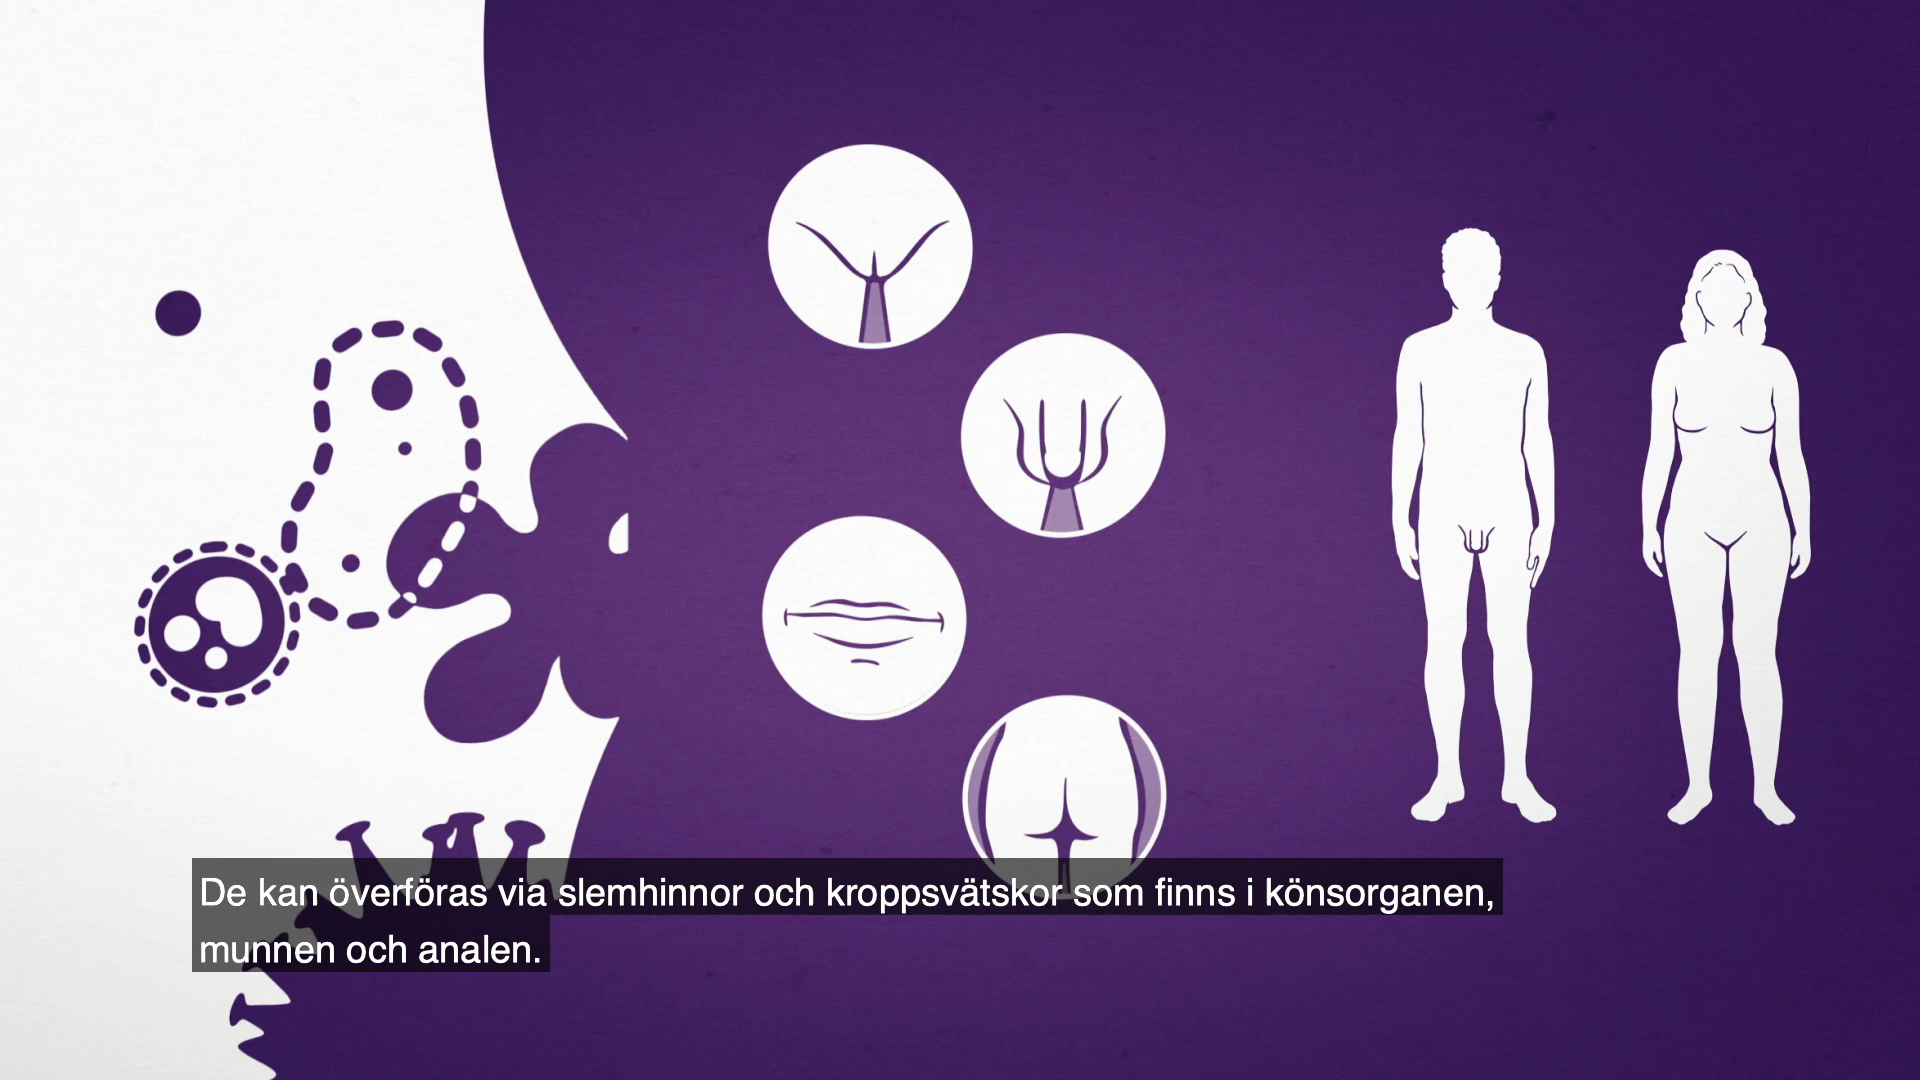 De kan överföras via slemhinnor och kroppsvätskor som finns i könsorganen,
munnen och analen.